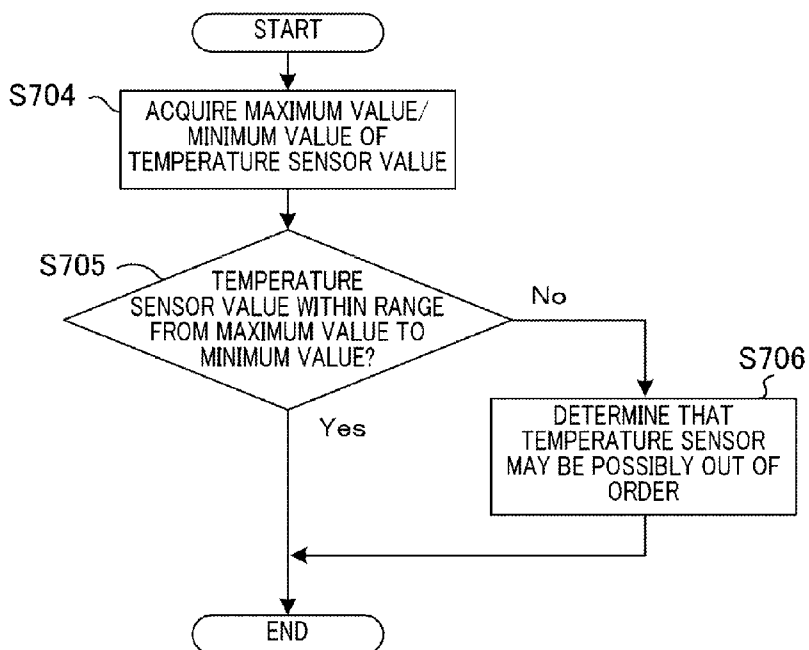 START
S704
ACQUIRE MAXIMUM VALUE/
MINIMUM VALUE OF
TEMPERATURE SENSOR VALUE
S705
TEMPERATURE
SENSOR VALUE WITHIN RANGE
FROM MAXIMUM VALUE TO
MINIMUM VALUE?
No
Yes
S706
DETERMINE THAT
TEMPERATURE SENSOR
MAY BE POSSIBLY OUT OF
ORDER
END